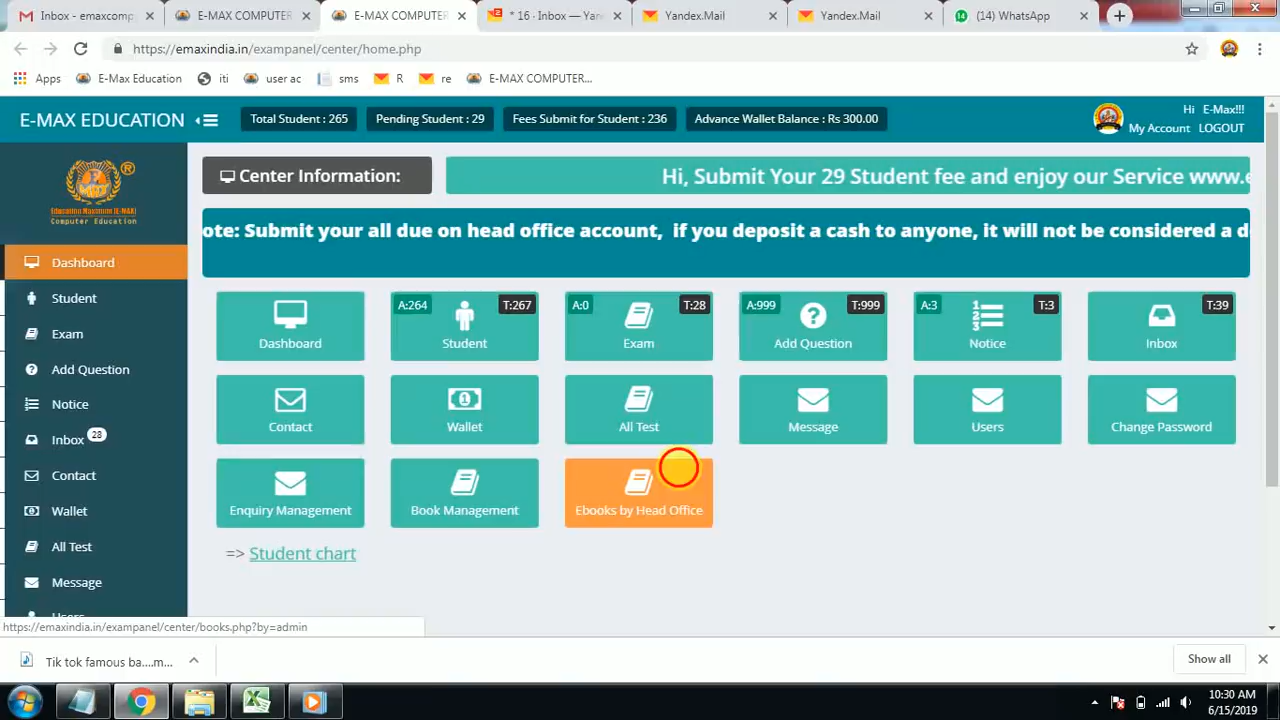 Inbox - emaxcomp
E-MAX COMPUTER
E-MAX COMPUTER
* 16 · Inbox — Yan
Yandex.Mail
Yandex.Mail
(14) WhatsApp
https://emaxindia.in/exampanel/center/home.php
Apps
E-Max Education
iti
user ac
sms
R
re
E-MAX COMPUTER...
E-MAX EDUCATION
Total Student : 265
Pending Student : 29
Fees Submit for Student : 236
Advance Wallet Balance : Rs 300.00
Hi E-Max!!!
My Account LOGOUT
Education Maximum (E-MAX)
Computer Education
Center Information:
Hi, Submit Your 29 Student fee and enjoy our Service www.e
ote: Submit your all due on head office account, if you deposit a cash to anyone, it will not be considered a d
Dashboard
Student
Exam
Add Question
Notice
Inbox 28
Contact
Wallet
All Test
Message
Users
Dashboard
A:264 T:267
Student
A:0 T:28
Exam
A:999 T:999
Add Question
A:3 T:3
Notice
T:39
Inbox
Contact
Wallet
All Test
Message
Users
Change Password
Enquiry Management
Book Management
Ebooks by Head Office
=> Student chart
https://emaxindia.in/exampanel/center/books.php?by=admin
Tik tok famous ba....m...
Show all
10:30 AM
6/15/2019